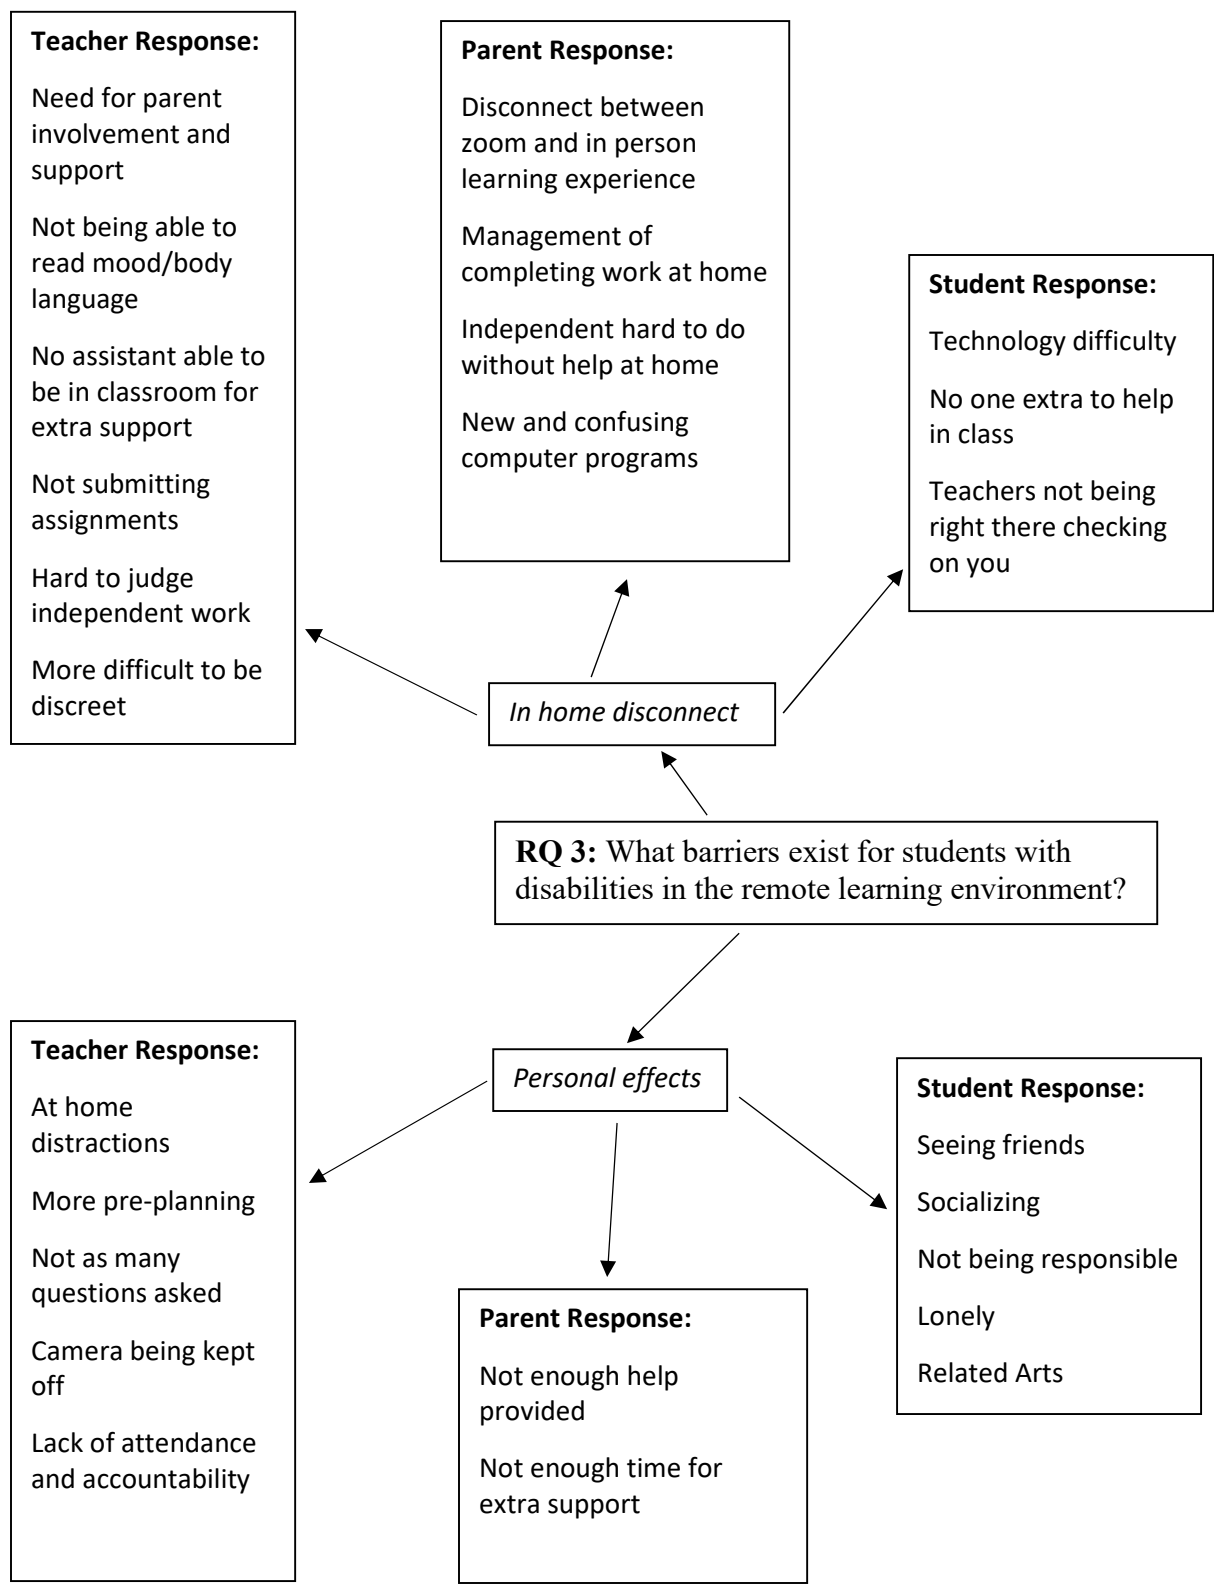 Teacher Response:
Need for parent
involvement and
support
Not being able to
read mood/body
language
No assistant able to
be in classroom for
extra support
Not submitting
assignments
Hard to judge
independent work
More difficult to be
discreet
Parent Response:
Disconnect between
zoom and in person
learning experience
Management of
completing work at home
Independent hard to do
without help at home
New and confusing
computer programs
Student Response:
Technology difficulty
No one extra to help
in class
Teachers not being
right there checking
on you
In home disconnect
RQ 3: What barriers exist for students with
disabilities in the remote learning environment?
Personal effects
Teacher Response:
At home
distractions
More pre-planning
Not as many
questions asked
Camera being kept
off
Lack of attendance
and accountability
Parent Response:
Not enough help
provided
Not enough time for
extra support
Student Response:
Seeing friends
Socializing
Not being responsible
Lonely
Related Arts